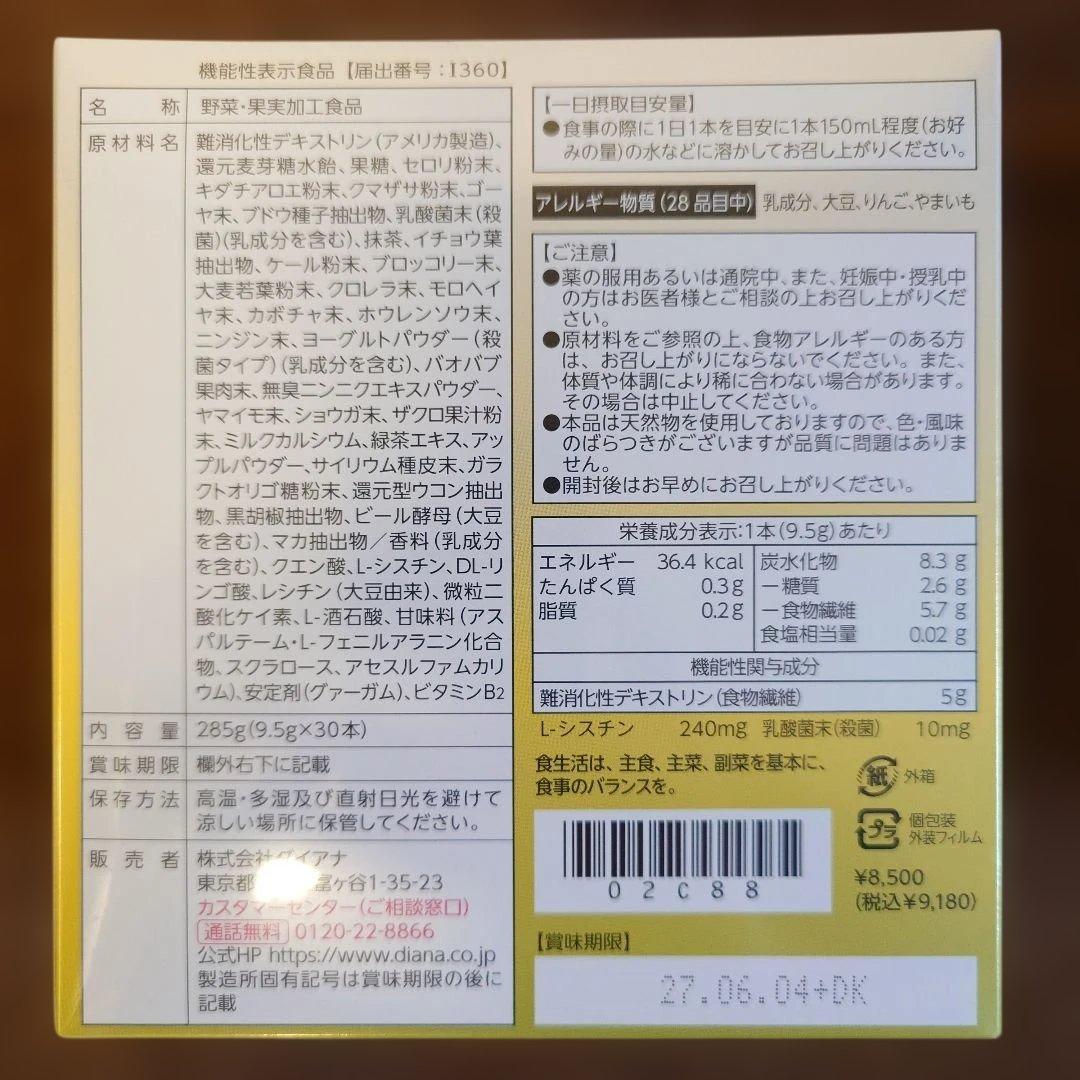 機能性表示食品【届出番号：I360】
名称 野菜・果実加工食品
原材料名 難消化性デキストリン（アメリカ製造）、
還元麦芽糖水飴、果糖、セロリ粉末、
キダチアロエ粉末、クマザサ粉末、ゴー
ヤ末、ブドウ種子抽出物、乳酸菌末（殺
菌）（乳成分を含む）、抹茶、イチョウ葉
抽出物、ケール粉末、ブロッコリー末、
大麦若葉粉末、クロレラ末、モロヘイ
ヤ末、カボチャ末、ホウレンソウ末、
ニンジン末、ヨーグルトパウダー（殺
菌タイプ）（乳成分を含む）、バオバブ
果肉末、無臭ニンニクエキスパウダー、
ヤマイモ末、ショウガ末、ザクロ果汁粉
末、ミルクカルシウム、緑茶エキス、アッ
プルパウダー、サイリウム種皮末、ガラ
クトオリゴ糖粉末、還元型ウコン抽出
物、黒胡椒抽出物、ビール酵母（大豆
を含む）、マカ抽出物／香料（乳成分
を含む）、クエン酸、L-シスチン、DL-リ
ンゴ酸、レシチン（大豆由来）、微粒二
酸化ケイ素、L-酒石酸、甘味料（アス
パルテーム・L-フェニルアラニン化合
物、スクラロース、アセスルファムカリ
ウム）、安定剤（グァーガム）、ビタミンB2
内容量 285g（9.5g×30本）
賞味期限 欄外右下に記載
保存方法 高温・多湿及び直射日光を避けて
涼しい場所に保管してください。
販売者 株式会社ダイアナ
東京都 富ヶ谷1-35-23
カスタマーセンター（ご相談窓口）
通話無料 0120-22-8866
公式HP https://www.diana.co.jp
製造所固有記号は賞味期限の後に
記載
【一日摂取目安量】
●食事の際に1日1本を目安に1本150mL程度（お好
みの量）の水などに溶かしてお召し上がりください。
アレルギー物質（28品目中） 乳成分、大豆、りんご、やまいも
【ご注意】
●薬の服用あるいは通院中、また、妊娠中・授乳中
の方はお医者様とご相談の上お召し上がりくだ
さい。
●原材料をご参照の上、食物アレルギーのある方
は、お召し上がりにならないでください。また、
体質や体調により稀に合わない場合があります。
その場合は中止してください。
●本品は天然物を使用しておりますので、色・風味
のばらつきがございますが品質に問題はありま
せん。
●開封後はお早めにお召し上がりください。
栄養成分表示：1本（9.5g）あたり
エネルギー 36.4 kcal 炭水化物 8.3 g
たんぱく質 0.3 g －糖質 2.6 g
脂質 0.2 g －食物繊維 5.7 g
食塩相当量 0.02 g
機能性関与成分
難消化性デキストリン（食物繊維） 5 g
L-シスチン 240mg 乳酸菌末（殺菌） 10mg
食生活は、主食、主菜、副菜を基本に、
食事のバランスを。
紙 外箱
プラ 個包装
外装フィルム
02C88
¥8,500
（税込¥9,180）
【賞味期限】
27.06.04+DK